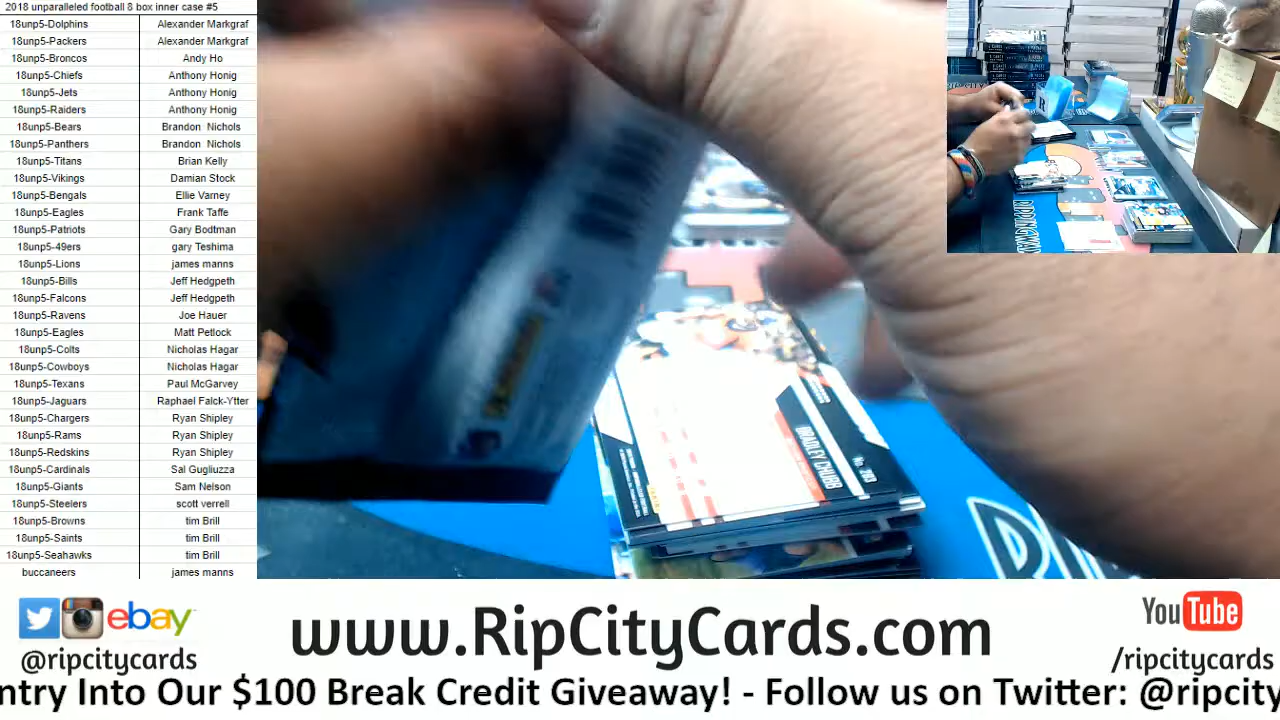 2018 unparalleled football 8 box inner case #5
18unp5-Dolphins Alexander Markgraf
18unp5-Packers Alexander Markgraf
18unp5-Broncos Andy Ho
18unp5-Chiefs Anthony Honig
18unp5-Jets Anthony Honig
18unp5-Raiders Anthony Honig
18unp5-Bears Brandon Nichols
18unp5-Panthers Brandon Nichols
18unp5-Titans Brian Kelly
18unp5-Vikings Damian Stock
18unp5-Bengals Ellie Varney
18unp5-Eagles Frank Taffe
18unp5-Patriots Gary Bodtman
18unp5-49ers gary Teshima
18unp5-Lions james manns
18unp5-Bills Jeff Hedgpeth
18unp5-Falcons Jeff Hedgpeth
18unp5-Ravens Joe Hauer
18unp5-Eagles Matt Petlock
18unp5-Colts Nicholas Hagar
18unp5-Cowboys Nicholas Hagar
18unp5-Texans Paul McGarvey
18unp5-Jaguars Raphael Falck-Ytter
18unp5-Chargers Ryan Shipley
18unp5-Rams Ryan Shipley
18unp5-Redskins Ryan Shipley
18unp5-Cardinals Sal Gugliuzza
18unp5-Giants Sam Nelson
18unp5-Steelers scott verrell
18unp5-Browns tim Brill
18unp5-Saints tim Brill
18unp5-Seahawks tim Brill
buccaneers james manns
BRADLEY CHUBB
No. 203
ebay
@ripcitycards
www.RipCityCards.com
YouTube
/ripcitycards
ntry Into Our $100 Break Credit Giveaway! - Follow us on Twitter: @ripcity